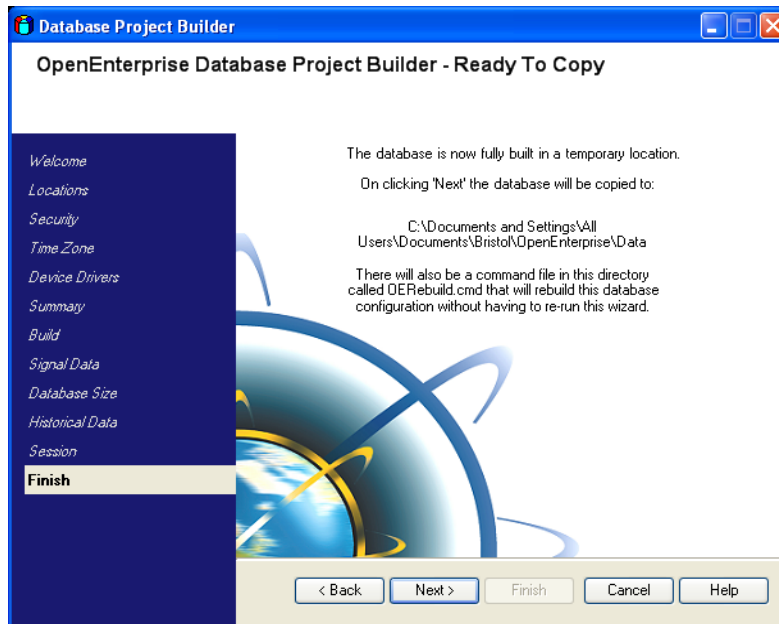 Database Project Builder
OpenEnterprise Database Project Builder - Ready To Copy
Welcome
Locations
Security
Time Zone
Device Drivers
Summary
Build
Signal Data
Database Size
Historical Data
Session
Finish
The database is now fully built in a temporary location.
On clicking 'Next' the database will be copied to:
C:\Documents and Settings\All
Users\Documents\Bristol\OpenEnterprise\Data
There will also be a command file in this directory
called OERebuild.cmd that will rebuild this database
configuration without having to re-run this wizard.
< Back
Next >
Finish
Cancel
Help